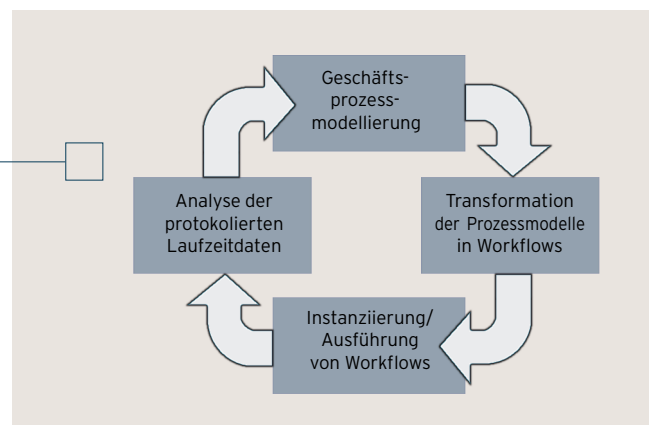 Geschäfts-
prozess-
modellierung
Transformation
der Prozessmodelle
in Workflows
Instanziierung/
Ausführung
von Workflows
Analyse der
protokolierten
Laufzeitdaten